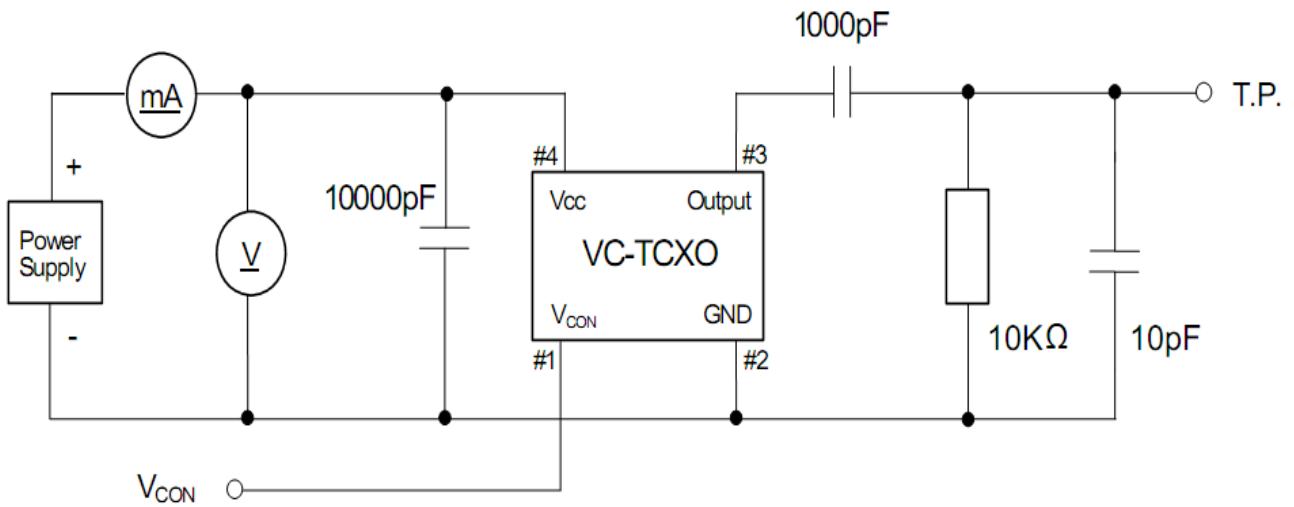 1000pF
mA
T.P.
+
#4
#3
10000pF
Vcc
Output
Power
Supply
V
VC-TCXO
-
VCON
GND
10KΩ
10pF
#1
#2
VCON